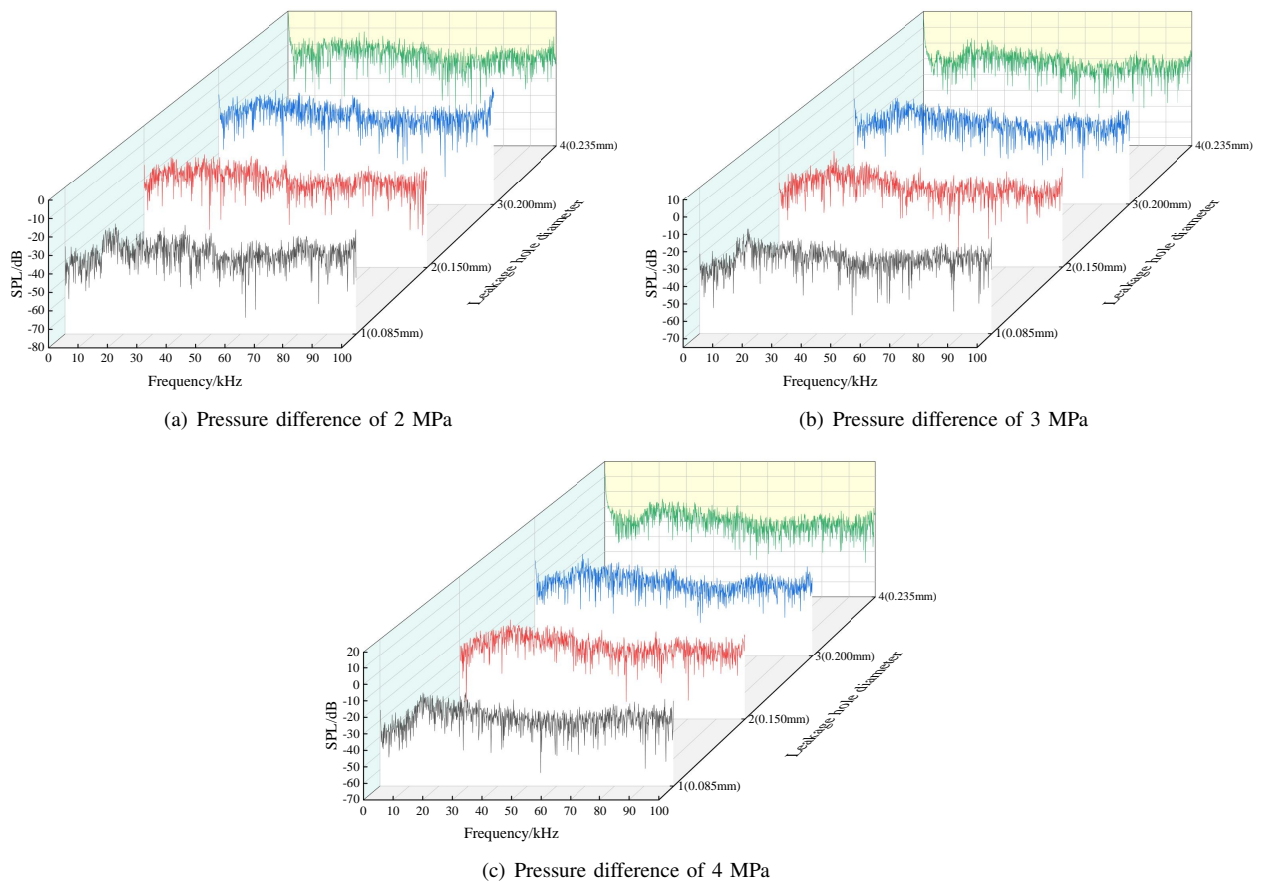 0
-10
-20
-30
-40
-50
-60
-70
-80
SPL/dB
0 10 20 30 40 50 60 70 80 90 100
Frequency/kHz
1(0.085mm)
2(0.150mm)
3(0.200mm)
4(0.235mm)
Leakage hole diameter
(a) Pressure difference of 2 MPa
10
0
-10
-20
-30
-40
-50
-60
-70
SPL/dB
0 10 20 30 40 50 60 70 80 90 100
Frequency/kHz
1(0.085mm)
2(0.150mm)
3(0.200mm)
4(0.235mm)
Leakage hole diameter
(b) Pressure difference of 3 MPa
20
10
0
-10
-20
-30
-40
-50
-60
-70
SPL/dB
0 10 20 30 40 50 60 70 80 90 100
Frequency/kHz
1(0.085mm)
2(0.150mm)
3(0.200mm)
4(0.235mm)
Leakage hole diameter
(c) Pressure difference of 4 MPa